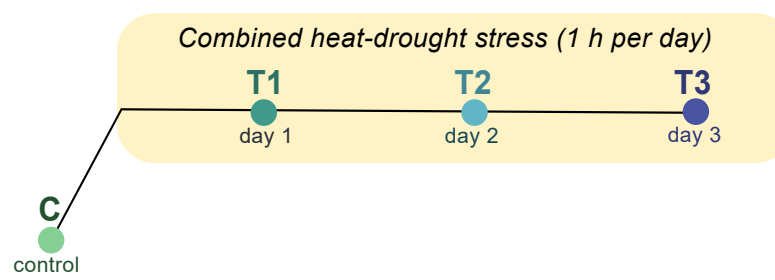 Combined heat-drought stress (1 h per day)
T1
T2
T3
day 1
day 2
day 3
C
control